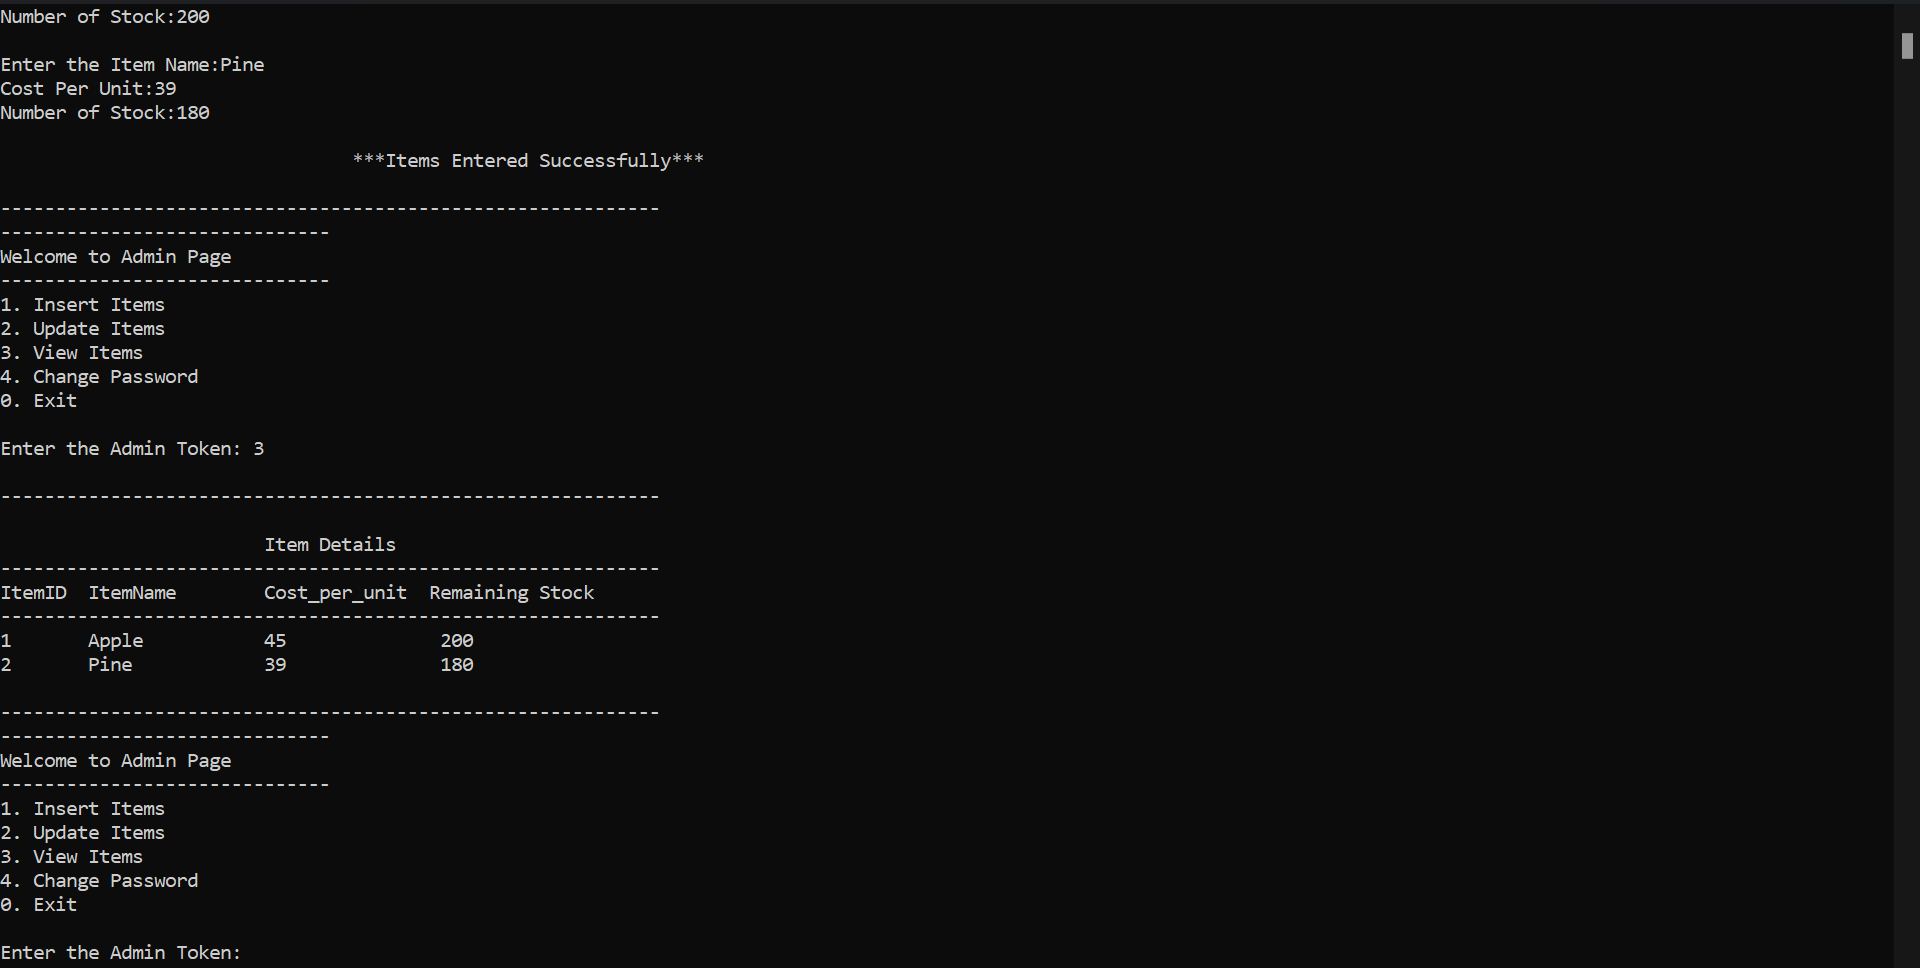 Number of Stock:200
Enter the Item Name:Pine
Cost Per Unit:39
Number of Stock:180
***Items Entered Successfully***
------------------------------------------------------------
------------------------------
Welcome to Admin Page
------------------------------
1. Insert Items
2. Update Items
3. View Items
4. Change Password
0. Exit
Enter the Admin Token: 3
------------------------------------------------------------
Item Details
------------------------------------------------------------
ItemID  ItemName        Cost_per_unit  Remaining Stock
------------------------------------------------------------
1       Apple           45              200
2       Pine            39              180
------------------------------------------------------------
------------------------------
Welcome to Admin Page
------------------------------
1. Insert Items
2. Update Items
3. View Items
4. Change Password
0. Exit
Enter the Admin Token: